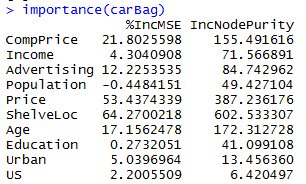 > importance(carBag)
%IncMSE IncNodePurity
CompPrice 21.8025598 155.491616
Income 4.3040908 71.566891
Advertising 12.2253535 84.742962
Population -0.4484151 49.427104
Price 53.4374339 387.236176
ShelveLoc 64.2700218 602.533307
Age 17.1562478 172.312728
Education 0.2732051 41.099108
Urban 5.0396964 13.456360
US 2.2005509 6.420497